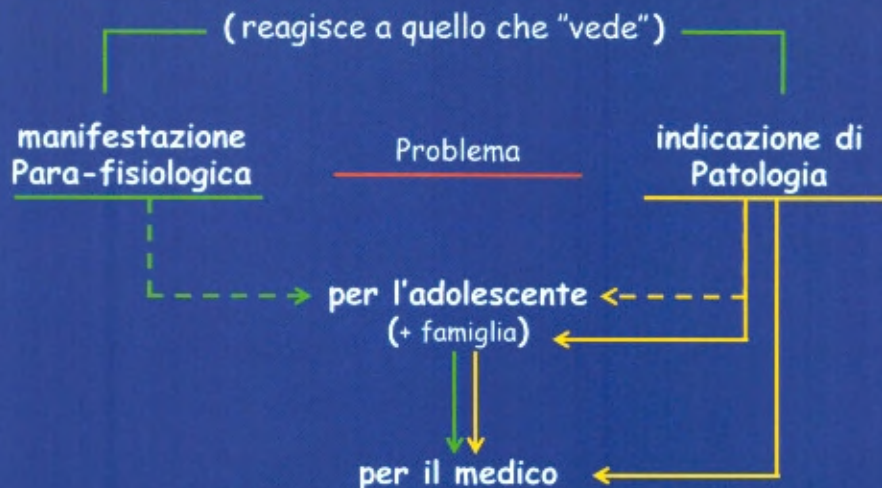 (reagisce a quello che "vede")
manifestazione
Para-fisiologica
Problema
indicazione di
Patologia
per l'adolescente
(+ famiglia)
per il medico